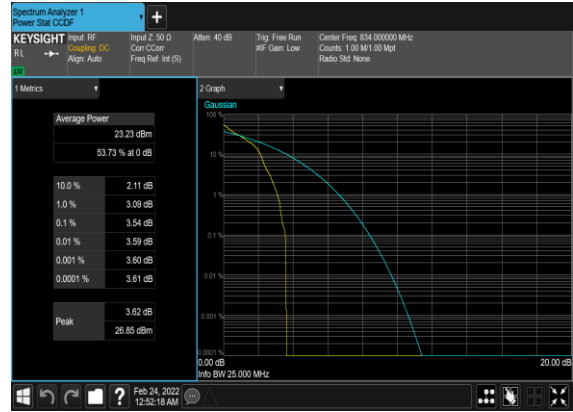 Spectrum Analyzer 1
Power Stat CCDF
KEYSIGHT
Input: RF
Coupling: DC
Align: Auto
Input Z: 50 Ω
Corr CCorr
Freq Ref: Int (S)
Atten: 40 dB
Trig: Free Run
#IF Gain: Low
Center Freq: 834.000000 MHz
Counts: 1.00 M/1.00 Mpt
Radio Std: None
RL
LXI
1 Metrics
Average Power
23.23 dBm
53.73 % at 0 dB
10.0 % 2.11 dB
1.0 % 3.09 dB
0.1 % 3.54 dB
0.01 % 3.59 dB
0.001 % 3.60 dB
0.0001 % 3.61 dB
Peak 3.62 dB
26.85 dBm
2 Graph
Gaussian
100 %
10 %
1 %
0.1 %
0.01 %
0.001 %
0.0001 %
0.00 dB
20.00 dB
Info BW 25.000 MHz
?
Feb 24, 2022
12:52:18 AM